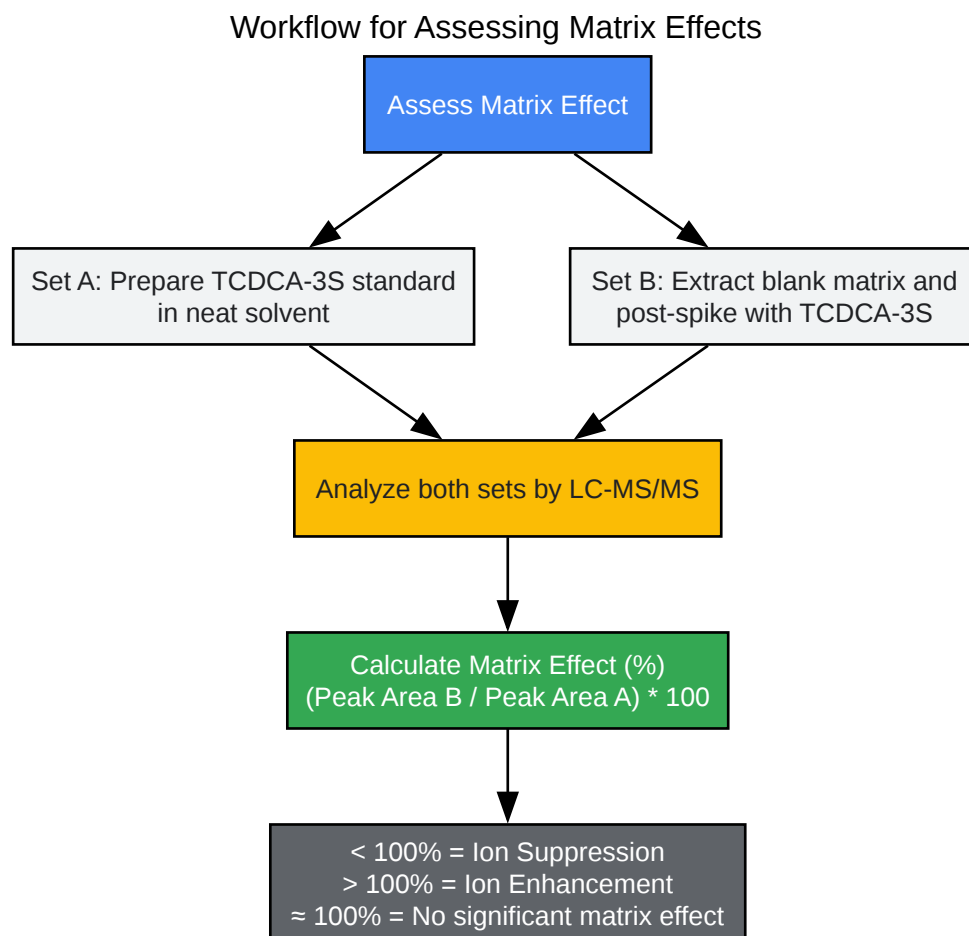 Workflow for Assessing Matrix Effects
Assess Matrix Effect
Set A: Prepare TCDCA-3S standard
in neat solvent
Set B: Extract blank matrix and
post-spike with TCDCA-3S
Analyze both sets by LC-MS/MS
Calculate Matrix Effect (%)
(Peak Area B / Peak Area A) * 100
< 100% = Ion Suppression
> 100% = Ion Enhancement
≈ 100% = No significant matrix effect